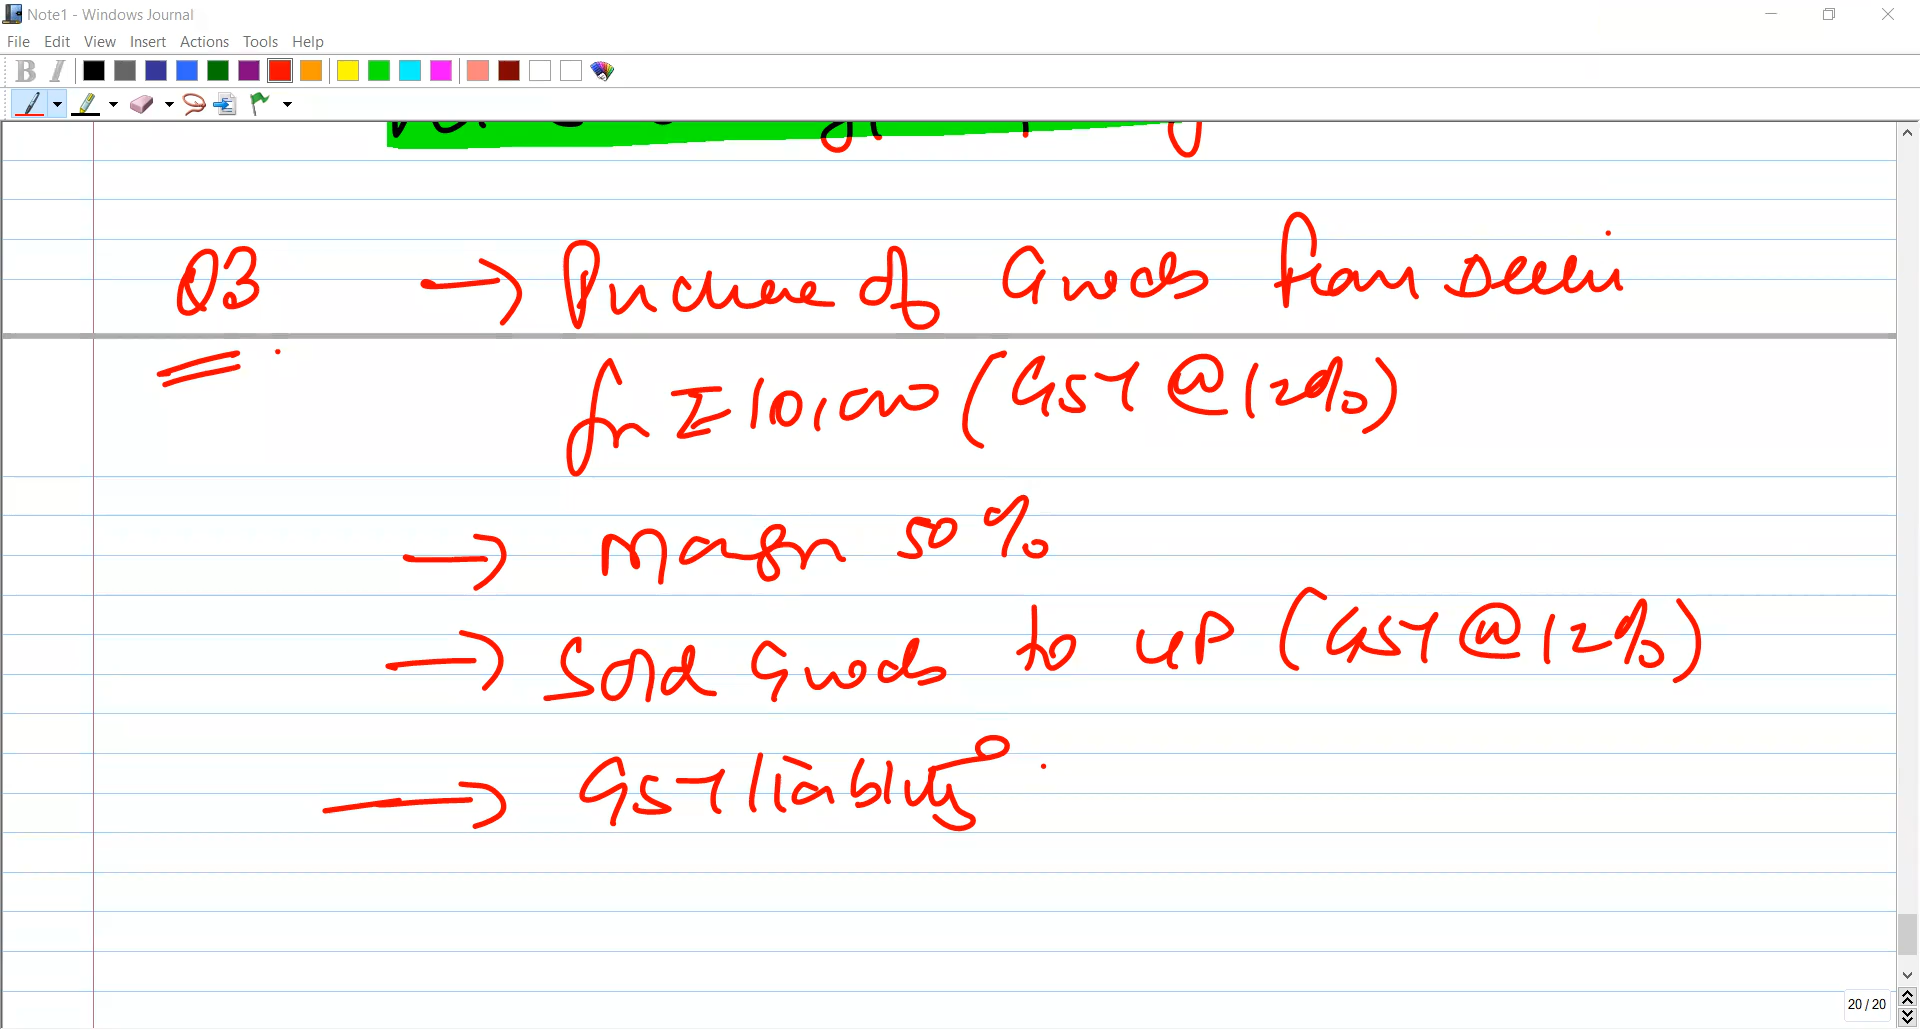 Note1 - Windows Journal
File Edit View Insert Actions Tools Help
B I
Q3 → Purchase of Goods from Delhi
for ₹10,000 (GST @ 12%)
→ Margin 50%
→ Sold Goods to UP (GST @ 12%)
→ GST liability
20 / 20